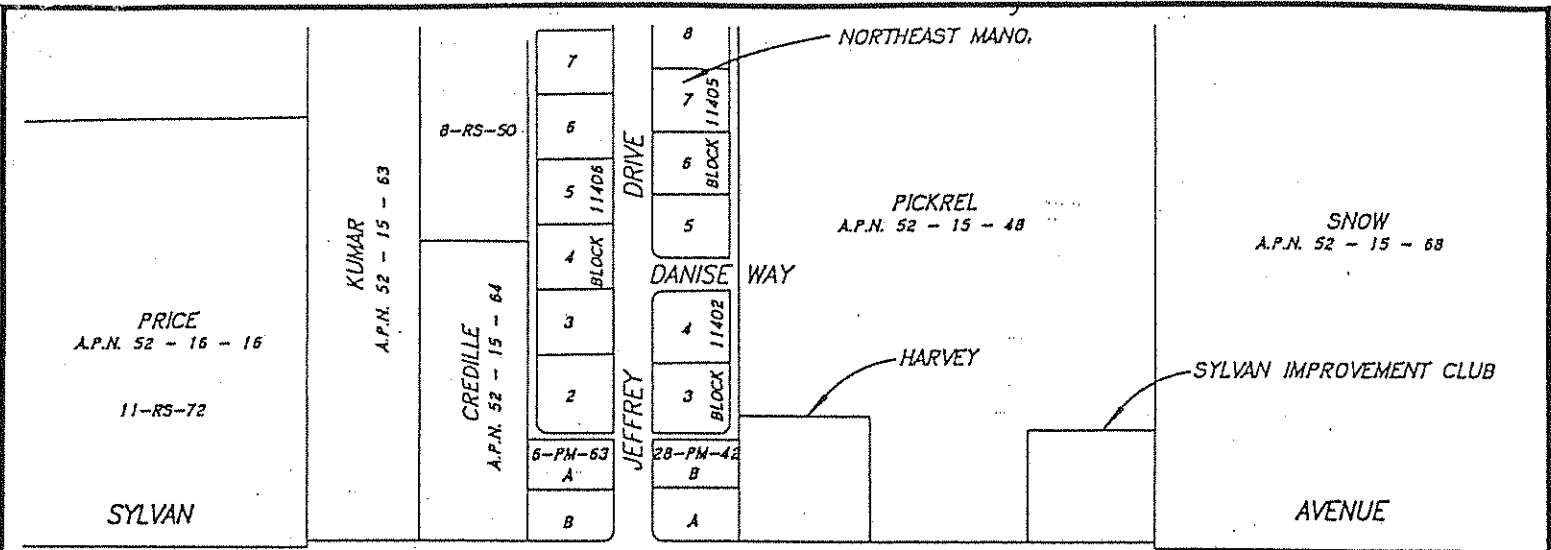 NORTHEAST MANO.
8
7
11405
6
BLOCK
5
7
6
5
11406
4
BLOCK
3
2
8-RS-50
DRIVE
KUMAR
A.P.N. 52 - 15 - 63
PICKREL
A.P.N. 52 - 15 - 48
SNOW
A.P.N. 52 - 15 - 68
DANISE WAY
PRICE
A.P.N. 52 - 16 - 16
11-RS-72
CREDILLE
A.P.N. 52 - 15 - 64
4
11402
3
BLOCK
HARVEY
SYLVAN IMPROVEMENT CLUB
JEFFREY
6-PM-63
A
B
28-PM-42
B
A
SYLVAN
AVENUE